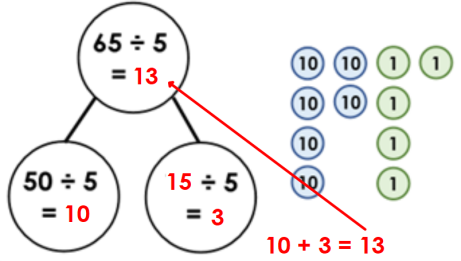 65 ÷ 5
= 13
50 ÷ 5
= 10
15 ÷ 5
= 3
10 10 1 1
10 10 1
10 1
10 1
10 + 3 = 13